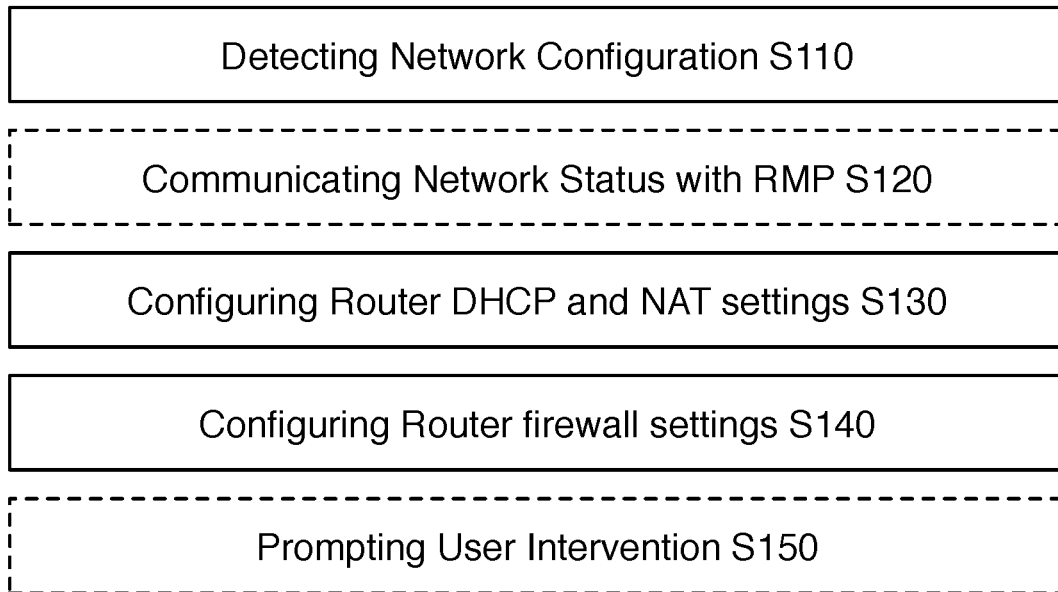 Detecting Network Configuration S110
Communicating Network Status with RMP S120
Configuring Router DHCP and NAT settings S130
Configuring Router firewall settings S140
Prompting User Intervention S150